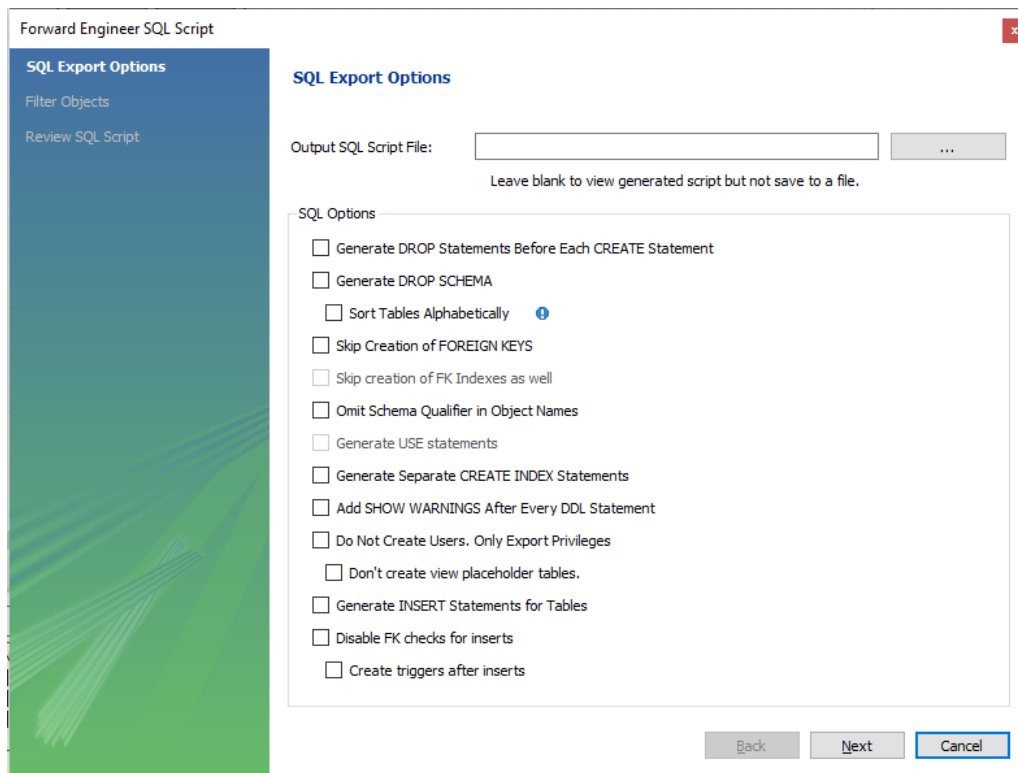 Forward Engineer SQL Script
x
SQL Export Options
Filter Objects
Review SQL Script
SQL Export Options
Output SQL Script File:
...
Leave blank to view generated script but not save to a file.
SQL Options
Generate DROP Statements Before Each CREATE Statement
Generate DROP SCHEMA
Sort Tables Alphabetically
Skip Creation of FOREIGN KEYS
Skip creation of FK Indexes as well
Omit Schema Qualifier in Object Names
Generate USE statements
Generate Separate CREATE INDEX Statements
Add SHOW WARNINGS After Every DDL Statement
Do Not Create Users. Only Export Privileges
Don't create view placeholder tables.
Generate INSERT Statements for Tables
Disable FK checks for inserts
Create triggers after inserts
Back
Next
Cancel